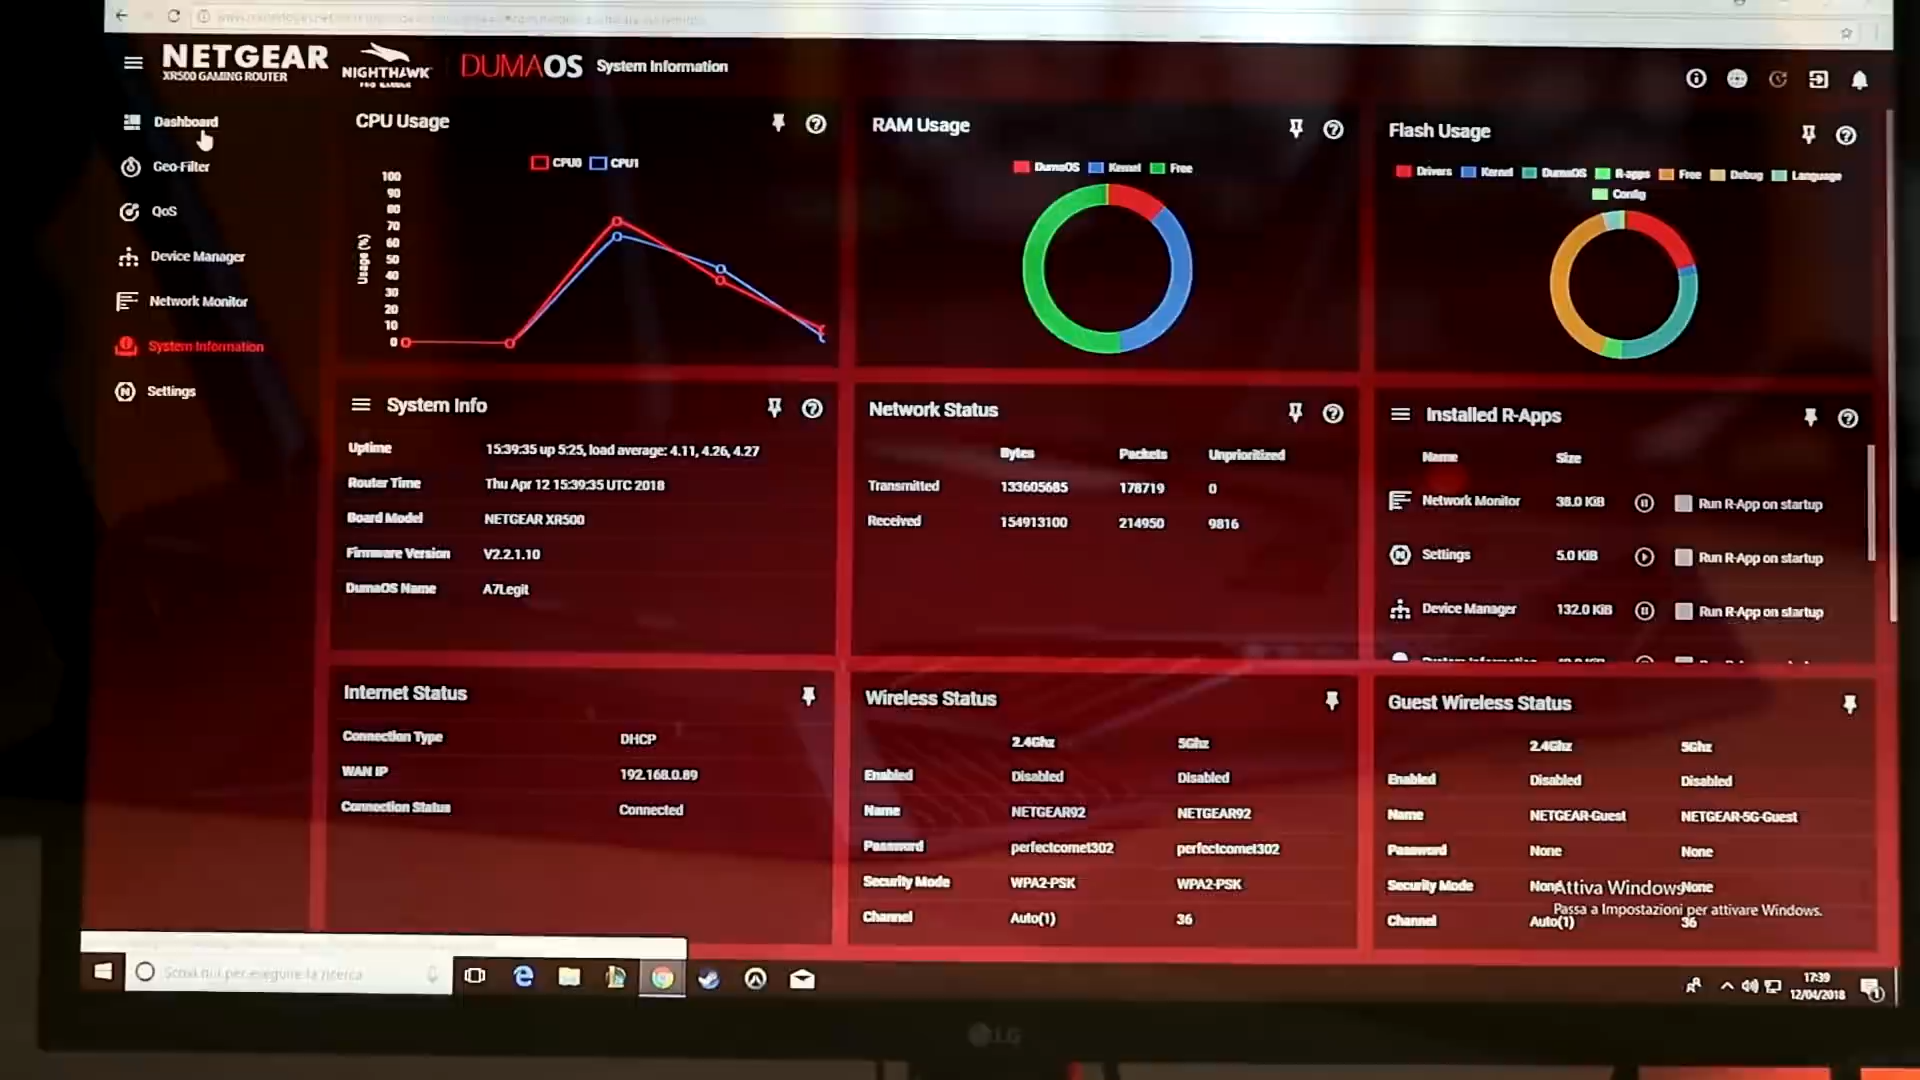 NETGEAR
XR500 GAMING ROUTER
NIGHTHAWK
PRO GAMING
DUMAOS
System Information
Dashboard
Geo-Filter
QoS
Device Manager
Network Monitor
System Information
Settings
CPU Usage
CPU0 CPU1
Usage (%)
100
90
80
70
60
50
40
30
20
10
0
RAM Usage
DumaOS Kernel Free
Flash Usage
Drivers Kernel DumaOS R-apps Free Debug Language
Config
System Info
Uptime 15:39:35 up 5:25, load average: 4.11, 4.26, 4.27
Router Time Thu Apr 12 15:39:35 UTC 2018
Board Model NETGEAR XR500
Firmware Version V2.2.1.10
DumaOS Name A7Legit
Network Status
Bytes Packets Unprioritized
Transmitted 133605685 178719 0
Received 154913100 214950 9816
Installed R-Apps
Name Size
Network Monitor 38.0 KiB Run R-App on startup
Settings 5.0 KiB Run R-App on startup
Device Manager 132.0 KiB Run R-App on startup
Internet Status
Connection Type DHCP
WAN IP 192.168.0.89
Connection Status Connected
Wireless Status
2.4Ghz 5Ghz
Enabled Disabled Disabled
Name NETGEAR92 NETGEAR92
Password perfectcomet302 perfectcomet302
Security Mode WPA2-PSK WPA2-PSK
Channel Auto(1) 36
Guest Wireless Status
2.4Ghz 5Ghz
Enabled Disabled Disabled
Name NETGEAR-Guest NETGEAR-5G-Guest
Password None None
Security Mode None None
Channel Auto(1) 36
Attiva Windows
Passa a Impostazioni per attivare Windows.
Scrivi qui per eseguire la ricerca
17:39
12/04/2018
1
LG